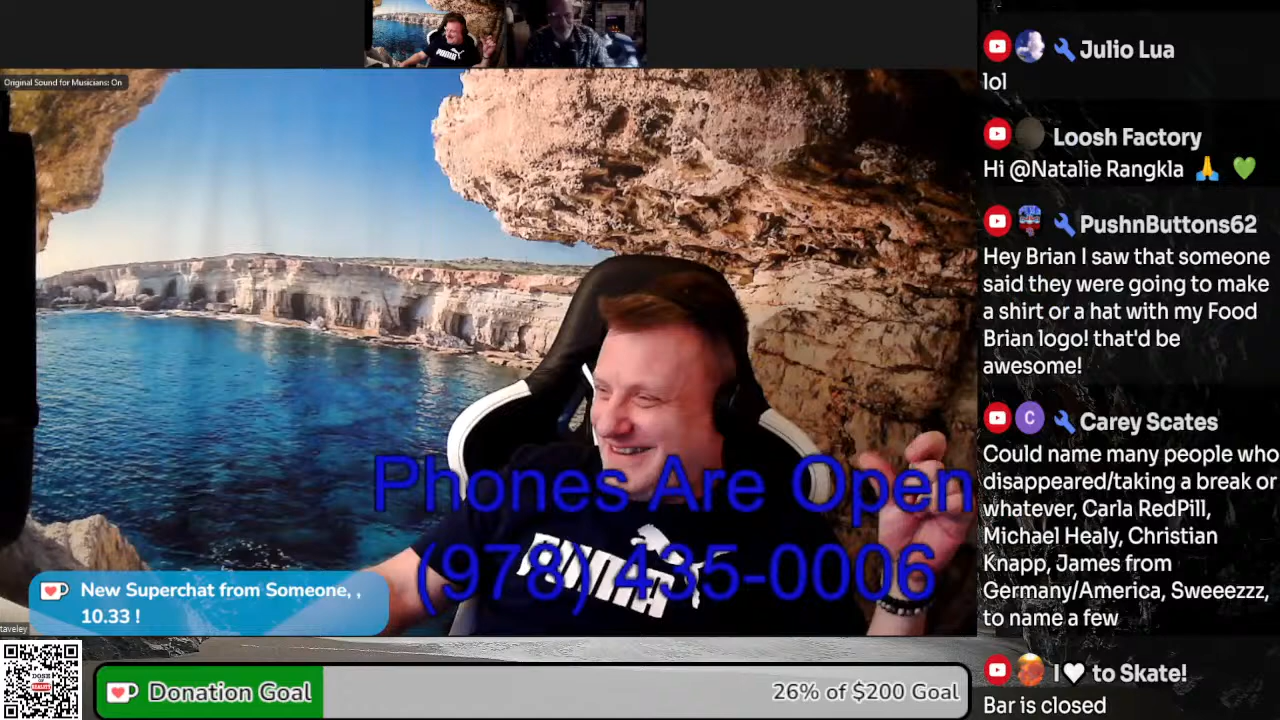 Original Sound for Musicians: On
PUMA
Phones Are Open
(978) 435-0006
PUMA
New Superchat from Someone, ,
10.33 !
taveley
DOSE
OF
Donation Goal
26% of $200 Goal
Julio Lua
lol
Loosh Factory
Hi @Natalie Rangkla 🙏 💚
PushnButtons62
Hey Brian I saw that someone
said they were going to make
a shirt or a hat with my Food
Brian logo! that'd be
awesome!
C
Carey Scates
Could name many people who
disappeared/taking a break or
whatever, Carla RedPill,
Michael Healy, Christian
Knapp, James from
Germany/America, Sweeezzz,
to name a few
I🤍 to Skate!
Bar is closed